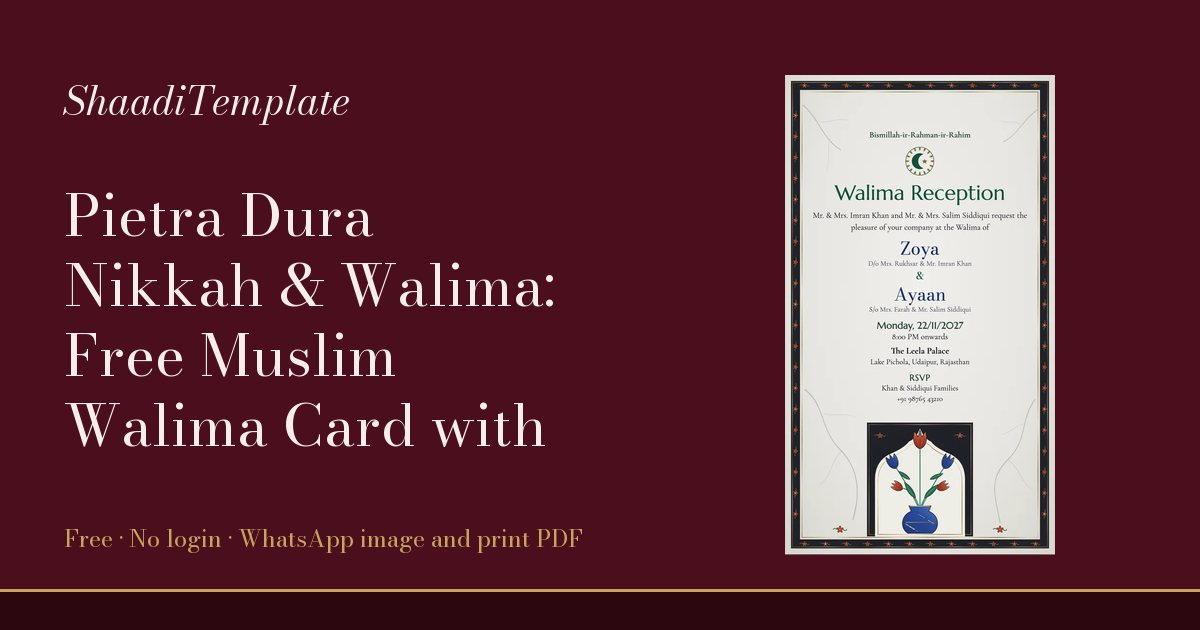 ShaadiTemplate
Pietra Dura
Nikkah & Walima:
Free Muslim
Walima Card with
Free · No login · WhatsApp image and print PDF
Bismillah-ir-Rahman-ir-Rahim
Walima Reception
Mr. & Mrs. Imran Khan and Mr. & Mrs. Salim Siddiqui request the
pleasure of your company at the Walima of
Zoya
D/o Mrs. Rukhsar & Mr. Imran Khan
&
Ayaan
S/o Mrs. Farah & Mr. Salim Siddiqui
Monday, 22/11/2027
8:00 PM onwards
The Leela Palace
Lake Pichola, Udaipur, Rajasthan
RSVP
Khan & Siddiqui Families
+91 98765 43210